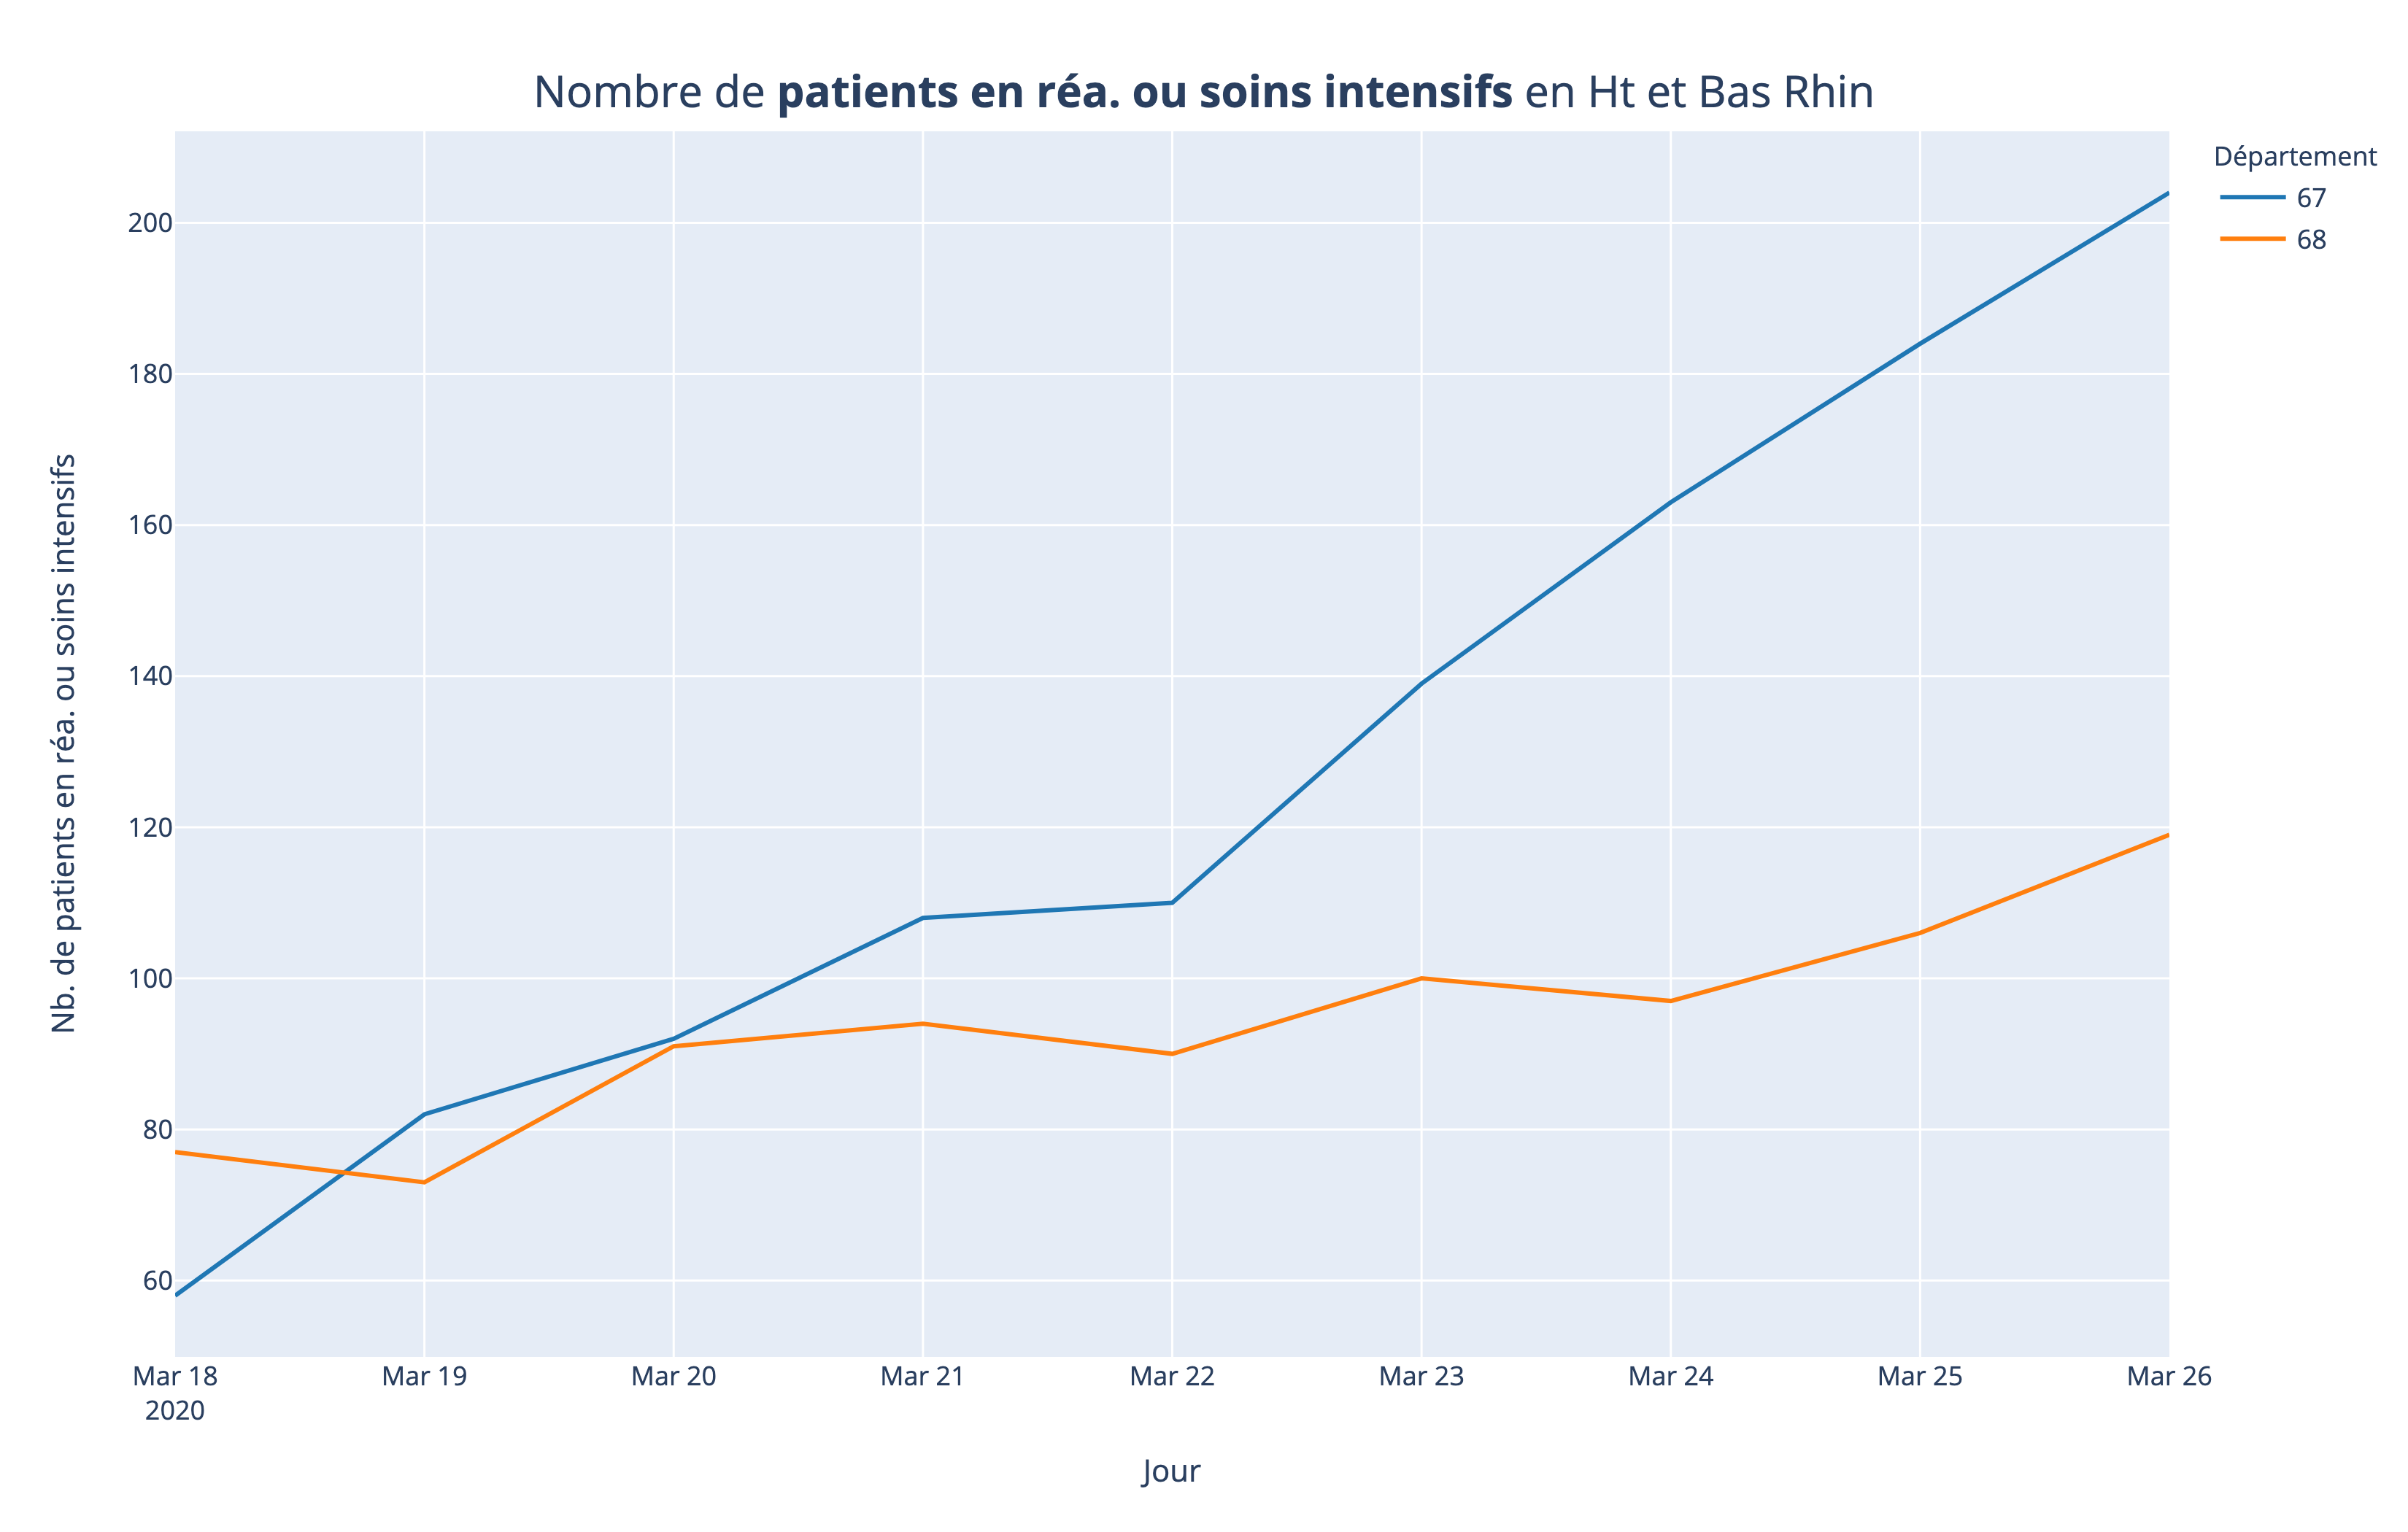 Nombre de patients en réa. ou soins intensifs en Ht et Bas Rhin
Département
67
68
Nb. de patients en réa. ou soins intensifs
200
180
160
140
120
100
80
60
Mar 18 Mar 19 Mar 20 Mar 21 Mar 22 Mar 23 Mar 24 Mar 25 Mar 26
2020
Jour